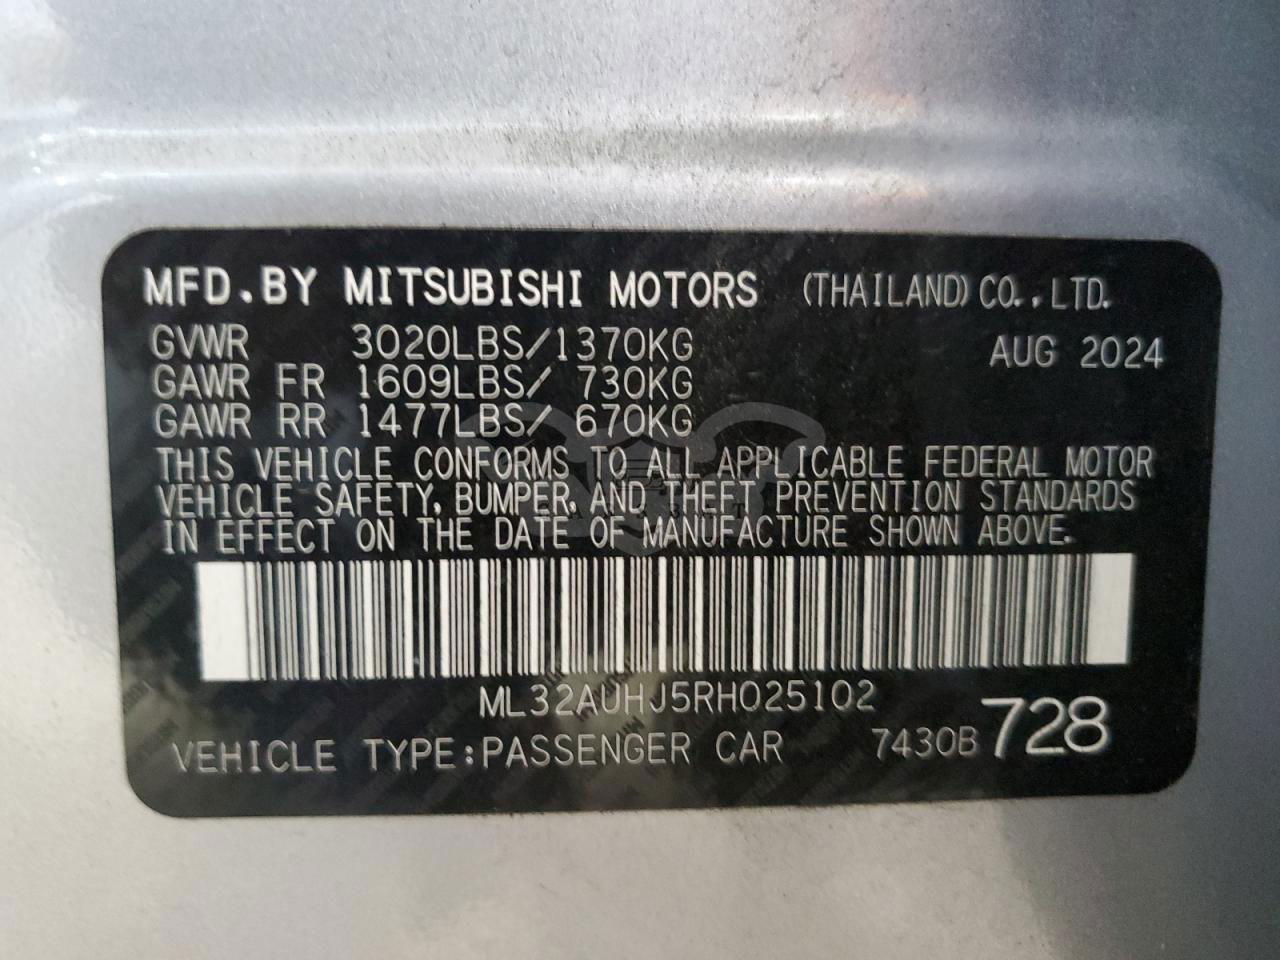 MFD.BY MITSUBISHI MOTORS (THAILAND) CO.,LTD.
GVWR 3020LBS/1370KG AUG 2024
GAWR FR 1609LBS/ 730KG
GAWR RR 1477LBS/ 670KG
THIS VEHICLE CONFORMS TO ALL APPLICABLE FEDERAL MOTOR
VEHICLE SAFETY, BUMPER, AND THEFT PREVENTION STANDARDS
IN EFFECT ON THE DATE OF MANUFACTURE SHOWN ABOVE.
ML32AUHJ5RH025102
VEHICLE TYPE:PASSENGER CAR 7430B 728